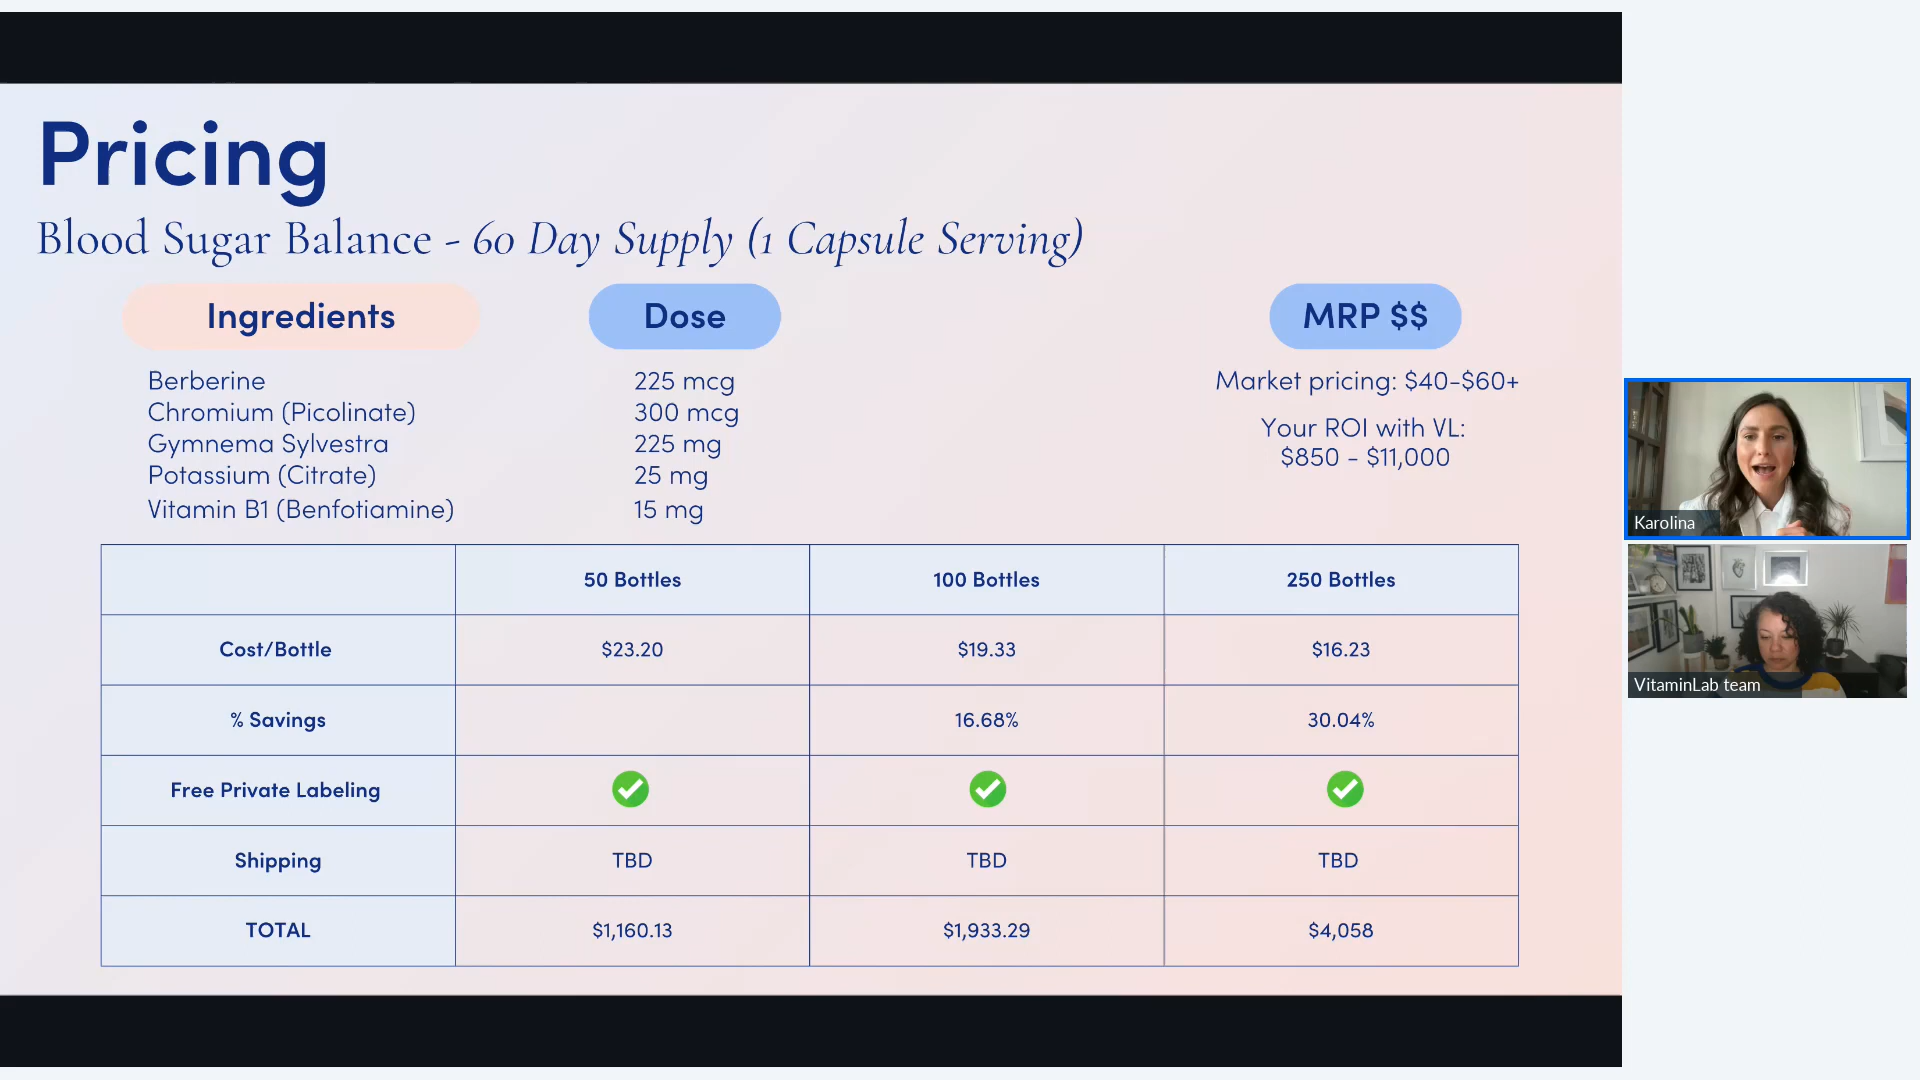 Pricing
Blood Sugar Balance - 60 Day Supply (1 Capsule Serving)
Ingredients Dose MRP $$
Berberine 225 mcg
Chromium (Picolinate) 300 mcg
Gymnema Sylvestra 225 mg
Potassium (Citrate) 25 mg
Vitamin B1 (Benfotiamine) 15 mg
Market pricing: $40-$60+
Your ROI with VL:
$850 - $11,000
50 Bottles 100 Bottles 250 Bottles
Cost/Bottle $23.20 $19.33 $16.23
% Savings 16.68% 30.04%
Free Private Labeling
Shipping TBD TBD TBD
TOTAL $1,160.13 $1,933.29 $4,058
Karolina
VitaminLab team